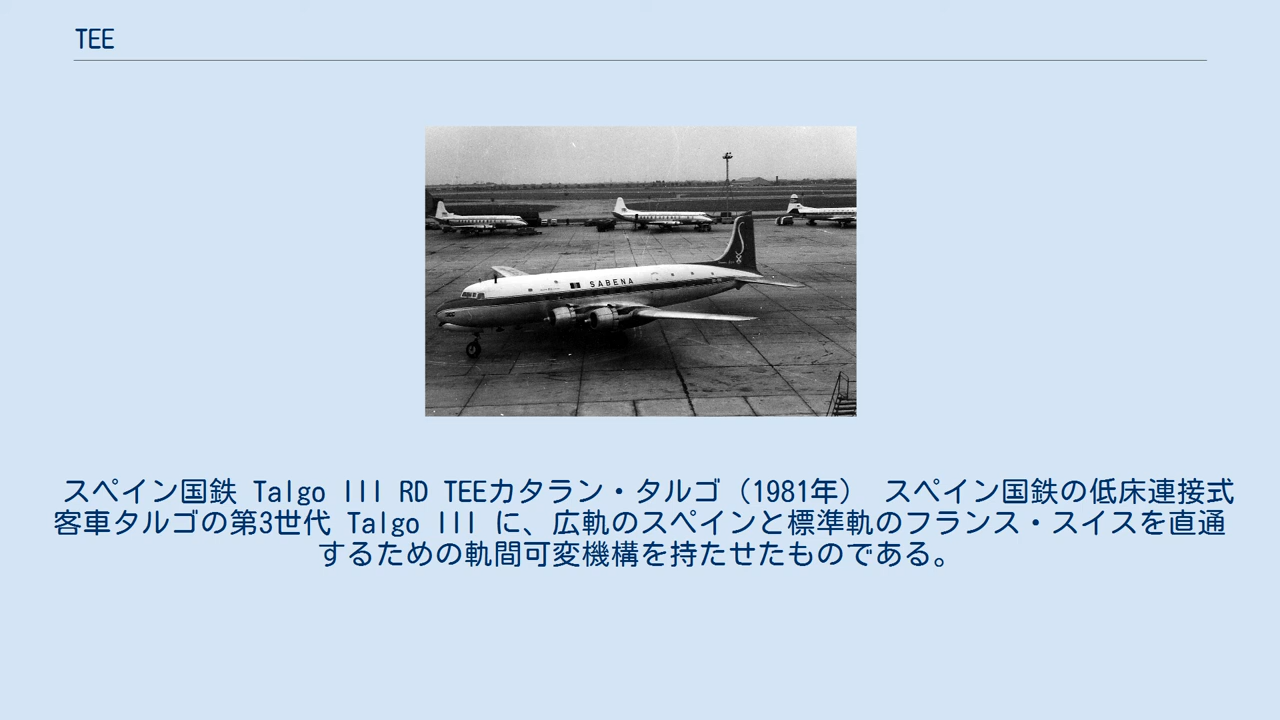 TEE
SABENA
スペイン国鉄 Talgo III RD TEEカタラン・タルゴ（1981年） スペイン国鉄の低床連接式
客車タルゴの第3世代 Talgo III に、広軌のスペインと標準軌のフランス・スイスを直通
するための軌間可変機構を持たせたものである。